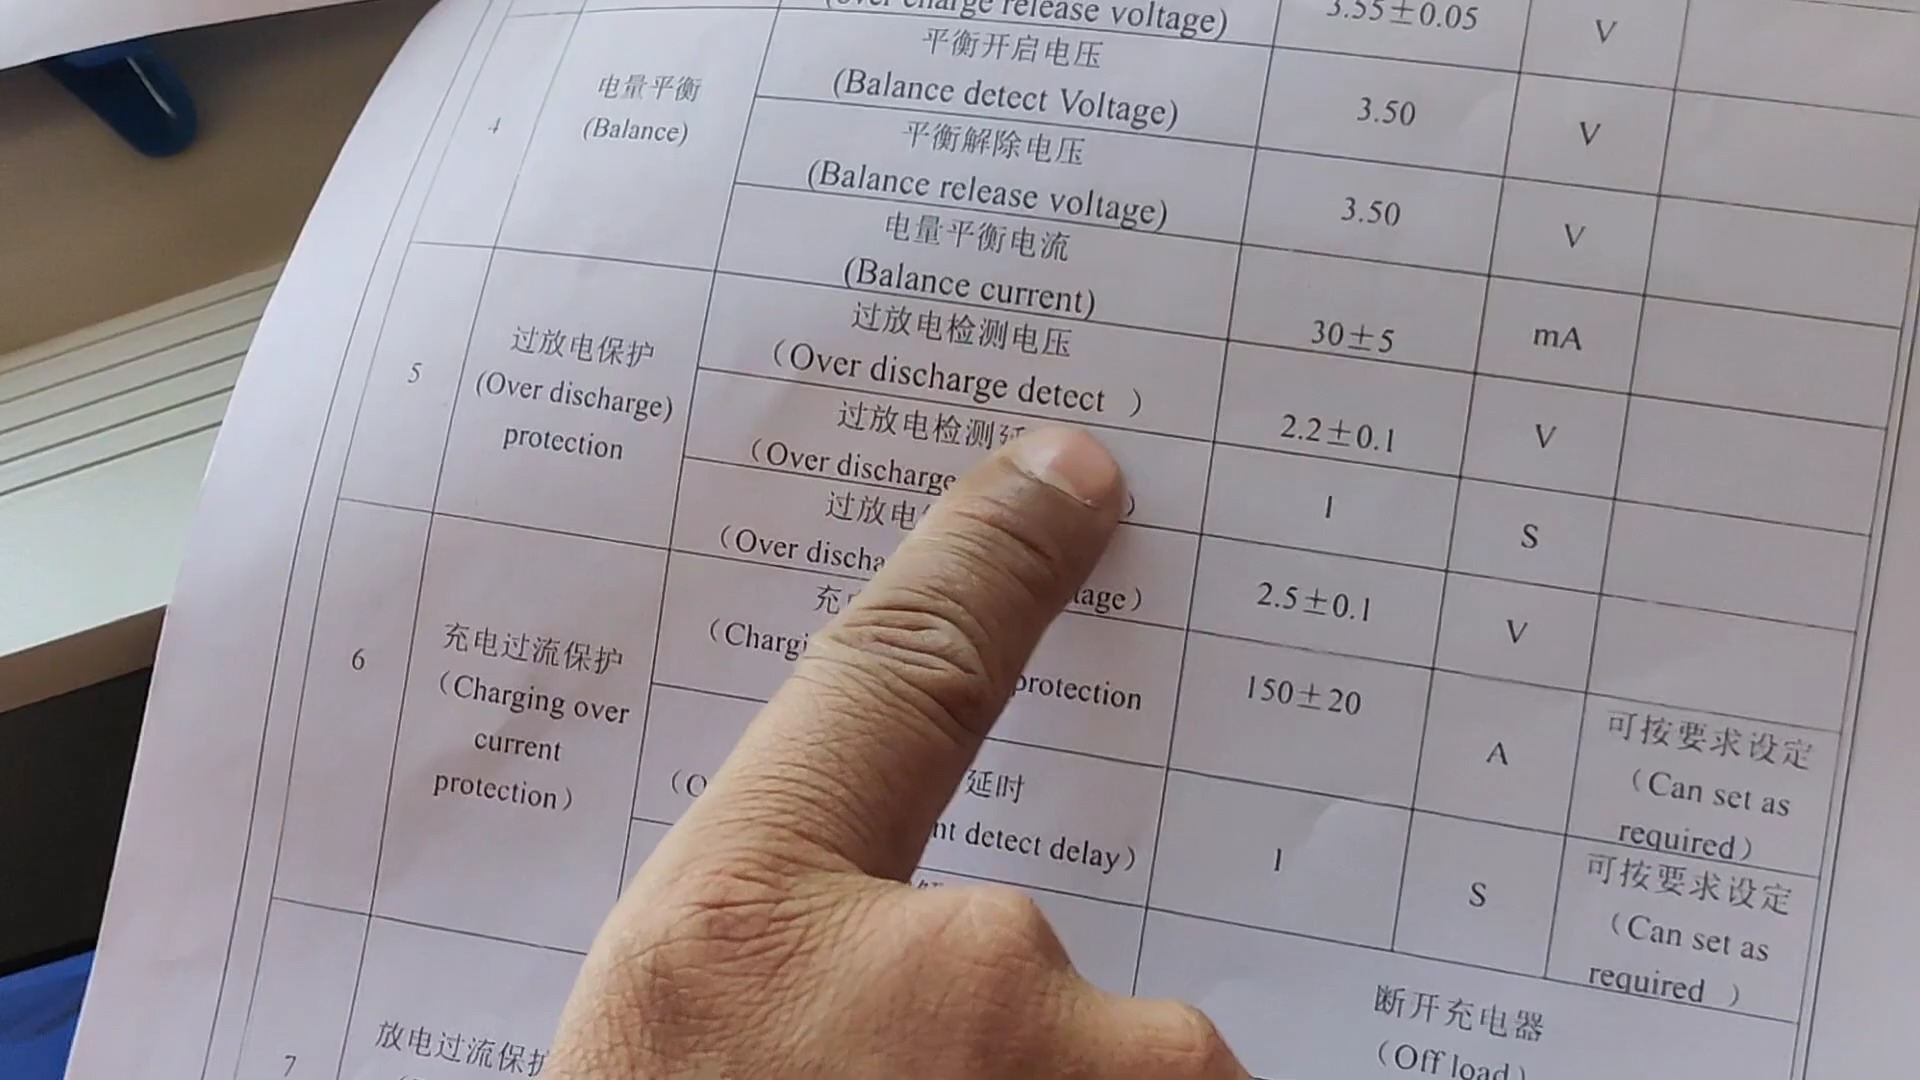 (over charge release voltage)
3.55±0.05
V
4
电量平衡
(Balance)
平衡开启电压
(Balance detect Voltage)
3.50
V
平衡解除电压
(Balance release voltage)
3.50
V
电量平衡电流
(Balance current)
30±5
mA
5
过放电保护
(Over discharge)
protection
过放电检测电压
(Over discharge detect )
2.2±0.1
V
过放电检测延
(Over discharge
)
1
S
过放电
(Over
2.5±0.1
V
6
充电过流保护
(Charging over
current
protection)
充
protection
150±20
A
可按要求设定
(Can set as
required)
延时
detect delay)
1
S
可按要求设定
(Can set as
required )
断开充电器
(Off load)
7
放电过流保护